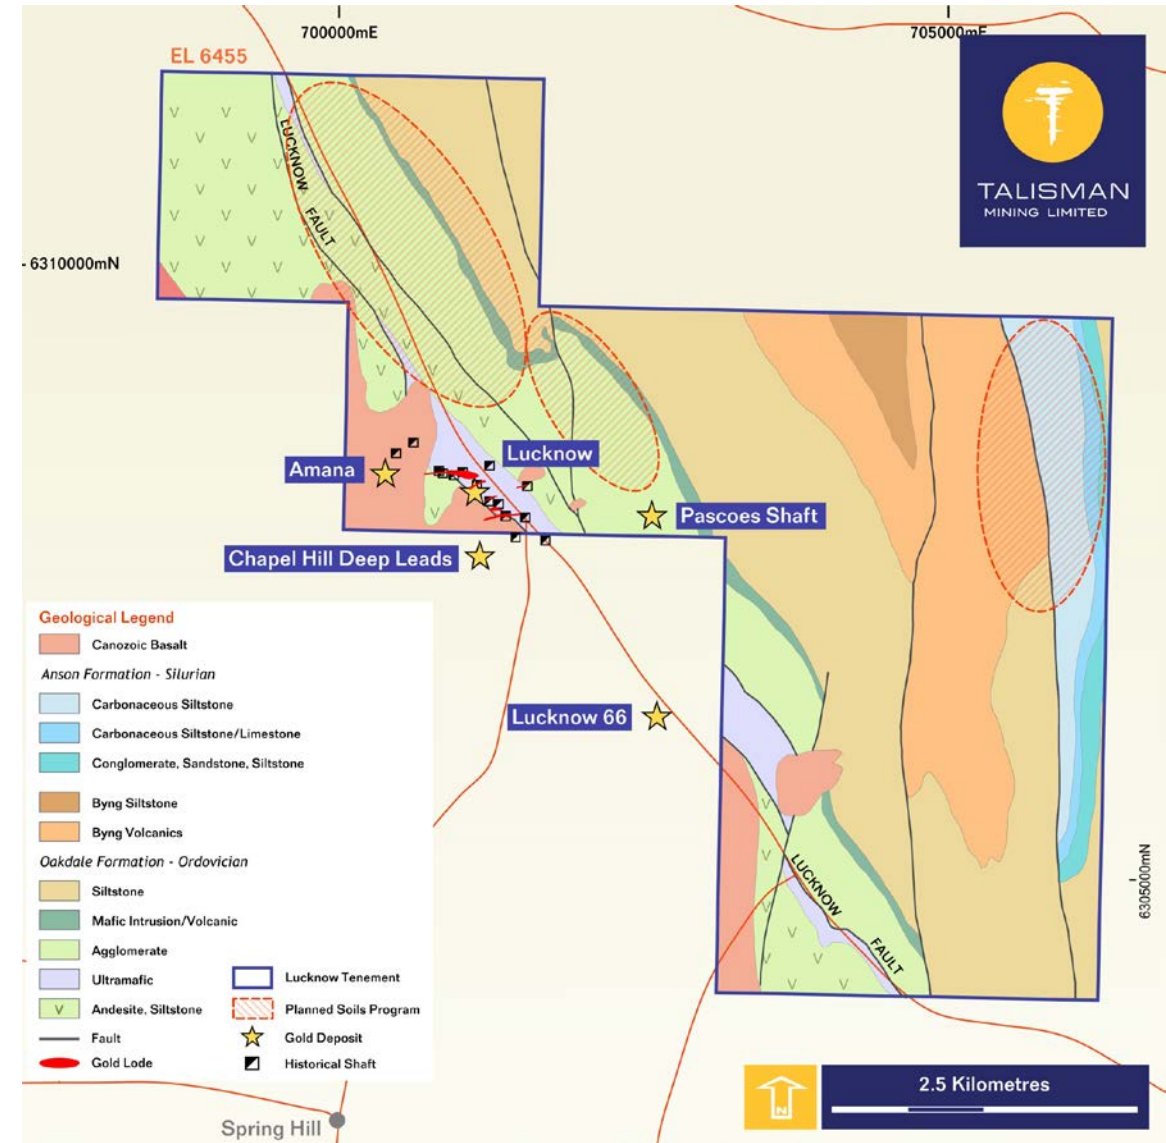 700000mE
705000mE
EL 6455
TALISMAN
MINING LIMITED
LUCKNOW
FAULT
6310000mN
Lucknow
Amana
Pascoes Shaft
Chapel Hill Deep Leads
Lucknow 66
Geological Legend
Canozoic Basalt
Anson Formation - Silurian
Carbonaceous Siltstone
Carbonaceous Siltstone/Limestone
Conglomerate, Sandstone, Siltstone
Byng Siltstone
Byng Volcanics
Oakdale Formation - Ordovician
Siltstone
Mafic Intrusion/Volcanic
Agglomerate
Ultramafic
Andesite, Siltstone
Fault
Gold Lode
Lucknow Tenement
Planned Soils Program
Gold Deposit
Historical Shaft
LUCKNOW
FAULT
6305000mN
N
2.5 Kilometres
Spring Hill